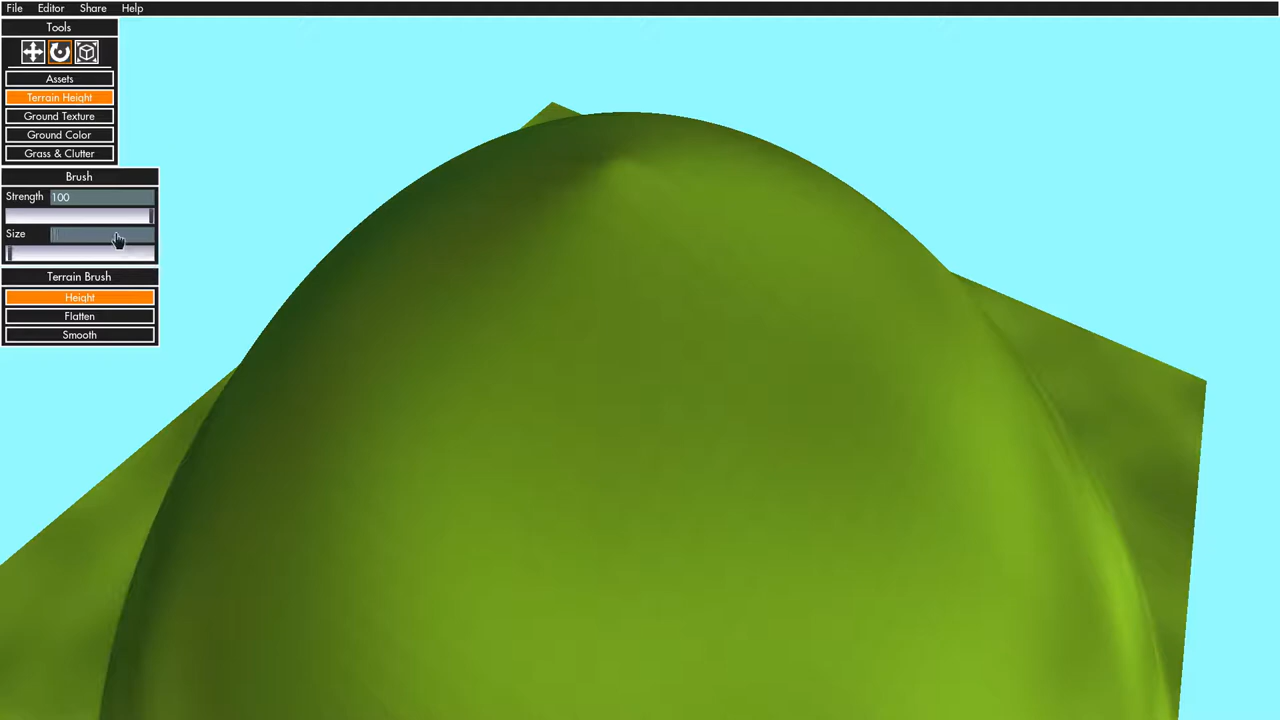 File Editor Share Help
Tools
Assets
Terrain Height
Ground Texture
Ground Color
Grass & Clutter
Brush
Strength 100
Size
Terrain Brush
Height
Flatten
Smooth